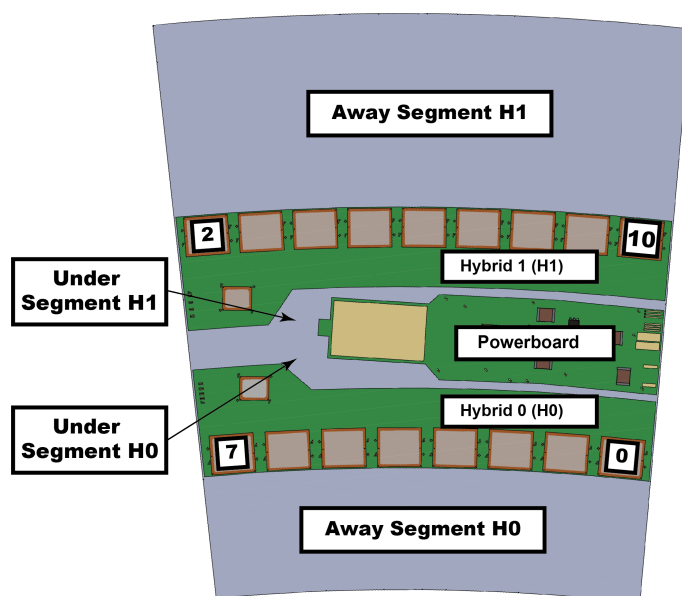 Away Segment H1
2
10
Hybrid 1 (H1)
Under
Segment H1
Powerboard
Hybrid 0 (H0)
Under
Segment H0
7
0
Away Segment H0